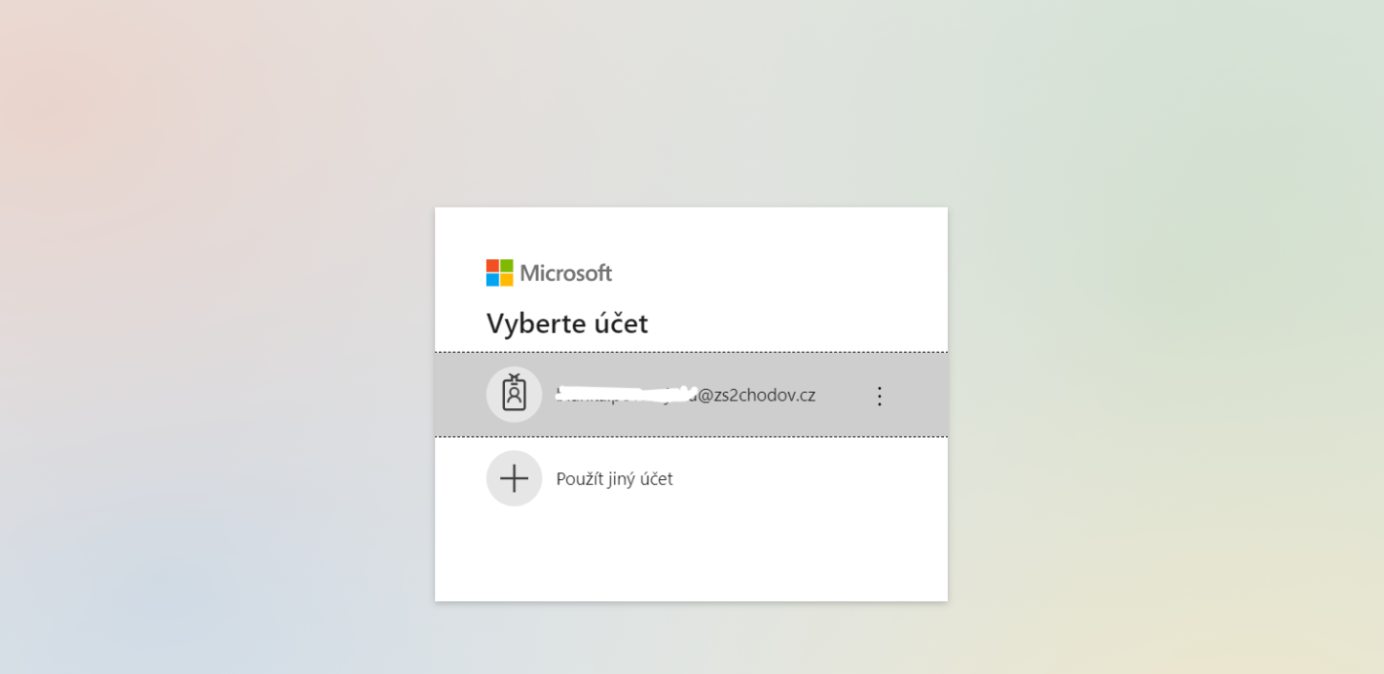 Microsoft
Vyberte účet
@zs2chodov.cz
Použít jiný účet